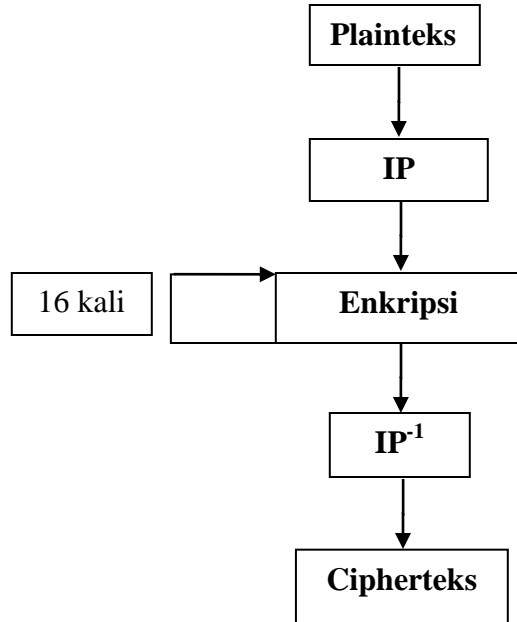 Plainteks
IP
16 kali
Enkripsi
IP⁻¹
Cipherteks